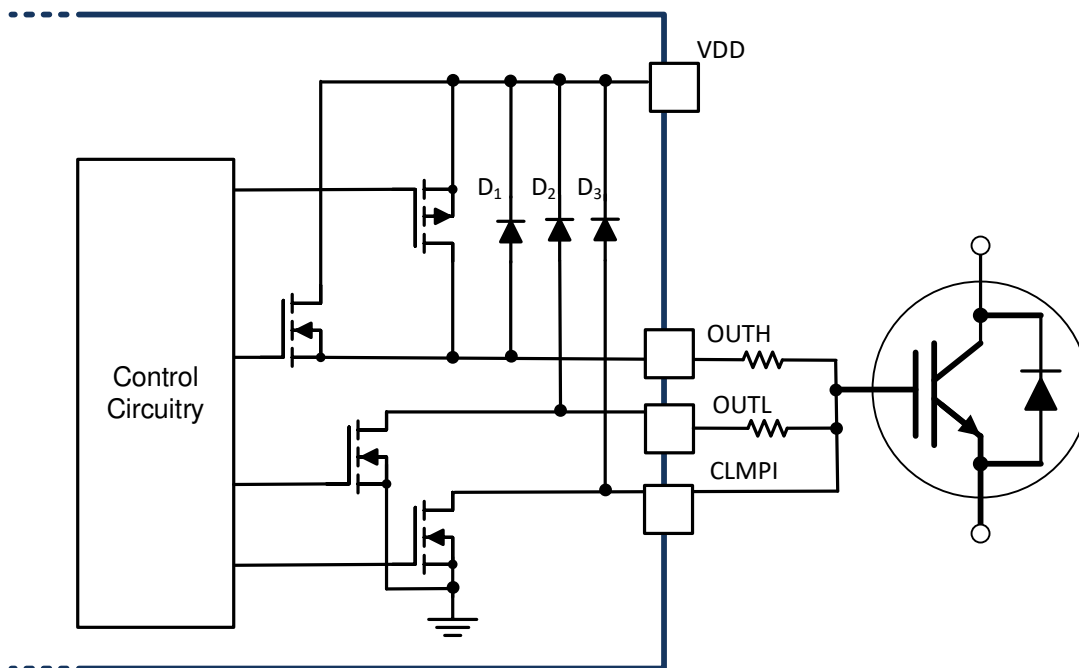 VDD
D₁ D₂ D₃
OUTH
Control
Circuitry
OUTL
CLMPI